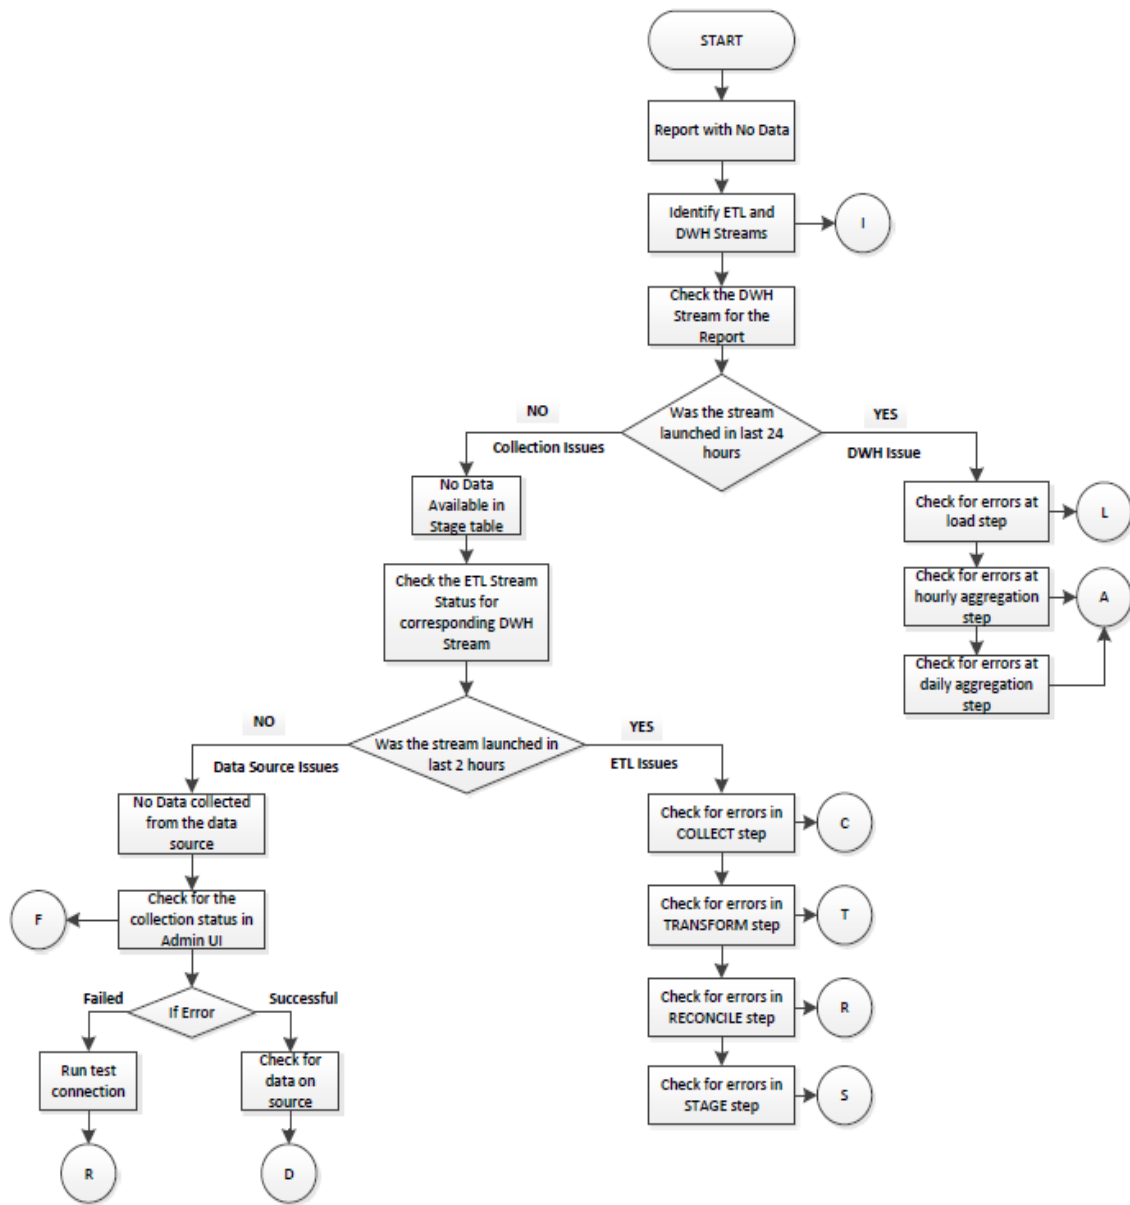 START
Report with No Data
Identify ETL and
DWH Streams
I
Check the DWH
Stream for the
Report
Was the stream
launched in last 24
hours
NO
Collection Issues
YES
DWH Issue
No Data
Available in
Stage table
Check for errors at
load step
L
Check the ETL Stream
Status for
corresponding DWH
Stream
Check for errors at
hourly aggregation
step
A
Check for errors at
daily aggregation
step
Was the stream launched in
last 2 hours
NO
Data Source Issues
YES
ETL Issues
No Data collected
from the data
source
Check for errors in
COLLECT step
C
Check for the
collection status in
Admin UI
F
Check for errors in
TRANSFORM step
T
If Error
Failed
Successful
Check for errors in
RECONCILE step
R
Run test
connection
Check for
data on
source
Check for errors in
STAGE step
S
R
D